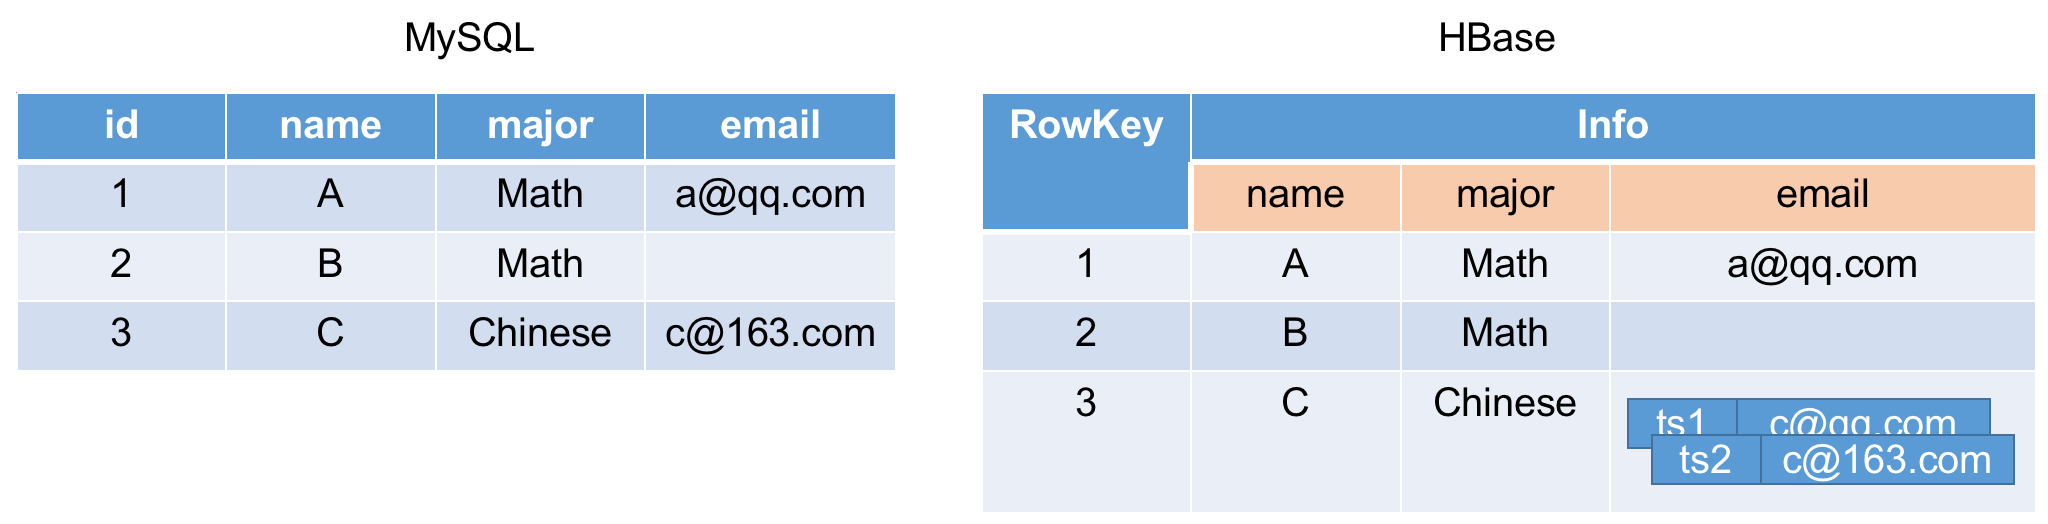 MySQL
id name major email
1 A Math a@qq.com
2 B Math
3 C Chinese c@163.com
HBase
RowKey Info
name major email
1 A Math a@qq.com
2 B Math
3 C Chinese
ts1 c@qq.com
ts2 c@163.com